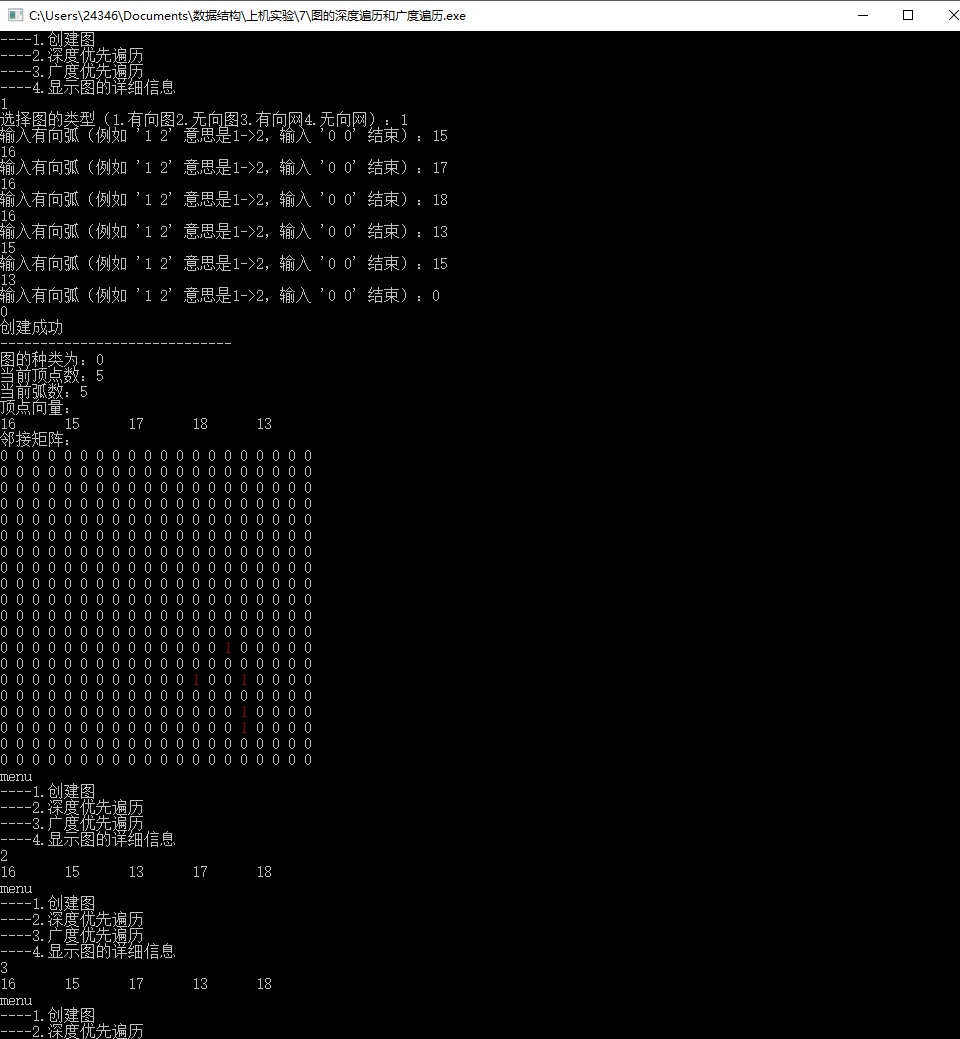 C:\Users\24346\Documents\数据结构\上机实验\7\图的深度遍历和广度遍历.exe
----1.创建图
----2.深度优先遍历
----3.广度优先遍历
----4.显示图的详细信息
1
选择图的类型（1.有向图2.无向图3.有向网4.无向网）：1
输入有向弧（例如 '1 2' 意思是1->2，输入 '0 0' 结束）：15
16
输入有向弧（例如 '1 2' 意思是1->2，输入 '0 0' 结束）：17
16
输入有向弧（例如 '1 2' 意思是1->2，输入 '0 0' 结束）：18
16
输入有向弧（例如 '1 2' 意思是1->2，输入 '0 0' 结束）：13
15
输入有向弧（例如 '1 2' 意思是1->2，输入 '0 0' 结束）：15
13
输入有向弧（例如 '1 2' 意思是1->2，输入 '0 0' 结束）：0
0
创建成功
-----------------------------
图的种类为：0
当前顶点数：5
当前弧数：5
顶点向量：
16 15 17 18 13
邻接矩阵：
0 0 0 0 0 0 0 0 0 0 0 0 0 0 0 0 0 0 0 0
0 0 0 0 0 0 0 0 0 0 0 0 0 0 0 0 0 0 0 0
0 0 0 0 0 0 0 0 0 0 0 0 0 0 0 0 0 0 0 0
0 0 0 0 0 0 0 0 0 0 0 0 0 0 0 0 0 0 0 0
0 0 0 0 0 0 0 0 0 0 0 0 0 0 0 0 0 0 0 0
0 0 0 0 0 0 0 0 0 0 0 0 0 0 0 0 0 0 0 0
0 0 0 0 0 0 0 0 0 0 0 0 0 0 0 0 0 0 0 0
0 0 0 0 0 0 0 0 0 0 0 0 0 0 0 0 0 0 0 0
0 0 0 0 0 0 0 0 0 0 0 0 0 0 0 0 0 0 0 0
0 0 0 0 0 0 0 0 0 0 0 0 0 0 0 0 0 0 0 0
0 0 0 0 0 0 0 0 0 0 0 0 0 0 0 0 0 0 0 0
0 0 0 0 0 0 0 0 0 0 0 0 0 0 0 0 0 0 0 0
0 0 0 0 0 0 0 0 0 0 0 0 0 0 1 0 0 0 0 0
0 0 0 0 0 0 0 0 0 0 0 0 0 0 0 0 0 0 0 0
0 0 0 0 0 0 0 0 0 0 0 0 1 0 0 1 0 0 0 0
0 0 0 0 0 0 0 0 0 0 0 0 0 0 0 0 0 0 0 0
0 0 0 0 0 0 0 0 0 0 0 0 0 0 0 1 0 0 0 0
0 0 0 0 0 0 0 0 0 0 0 0 0 0 0 1 0 0 0 0
0 0 0 0 0 0 0 0 0 0 0 0 0 0 0 0 0 0 0 0
0 0 0 0 0 0 0 0 0 0 0 0 0 0 0 0 0 0 0 0
menu
----1.创建图
----2.深度优先遍历
----3.广度优先遍历
----4.显示图的详细信息
2
16 15 13 17 18
menu
----1.创建图
----2.深度优先遍历
----3.广度优先遍历
----4.显示图的详细信息
3
16 15 17 13 18
menu
----1.创建图
----2.深度优先遍历